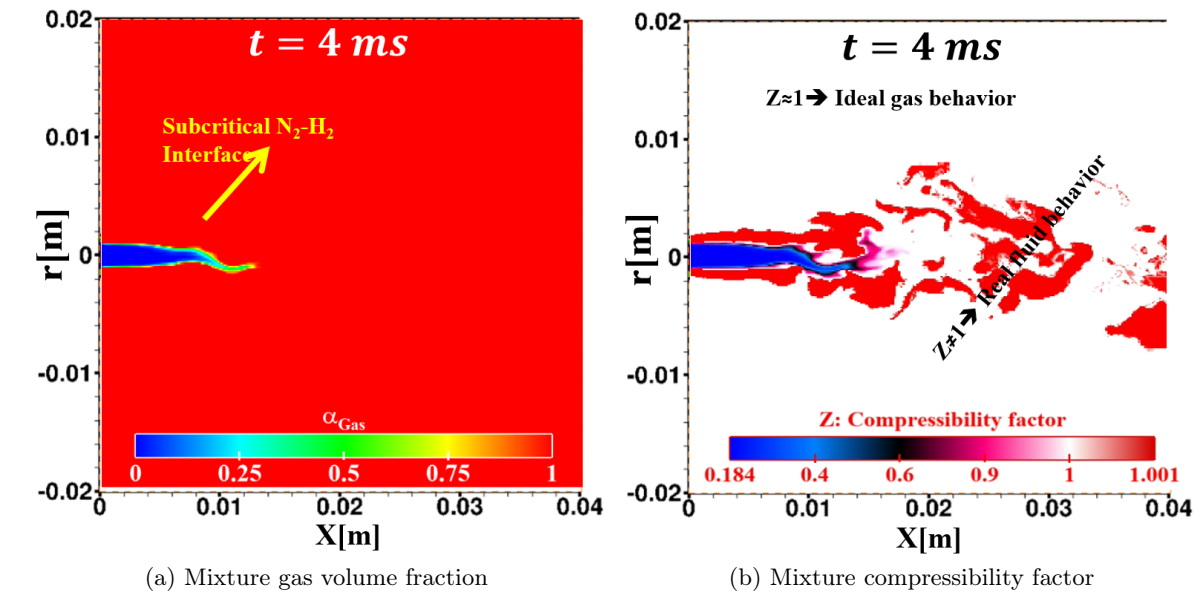 0.02
0.01
0
-0.01
-0.02
r[m]
t = 4 ms
Subcritical N₂-H₂
Interface
α_Gas
0 0.25 0.5 0.75 1
0 0.01 0.02 0.03 0.04
X[m]
(a) Mixture gas volume fraction
0.02
0.01
0
-0.01
-0.02
r[m]
t = 4 ms
Z≈1➔ Ideal gas behavior
Z≠1➔ Real fluid behavior
Z: Compressibility factor
0.184 0.4 0.6 0.9 1 1.001
0 0.01 0.02 0.03 0.04
X[m]
(b) Mixture compressibility factor